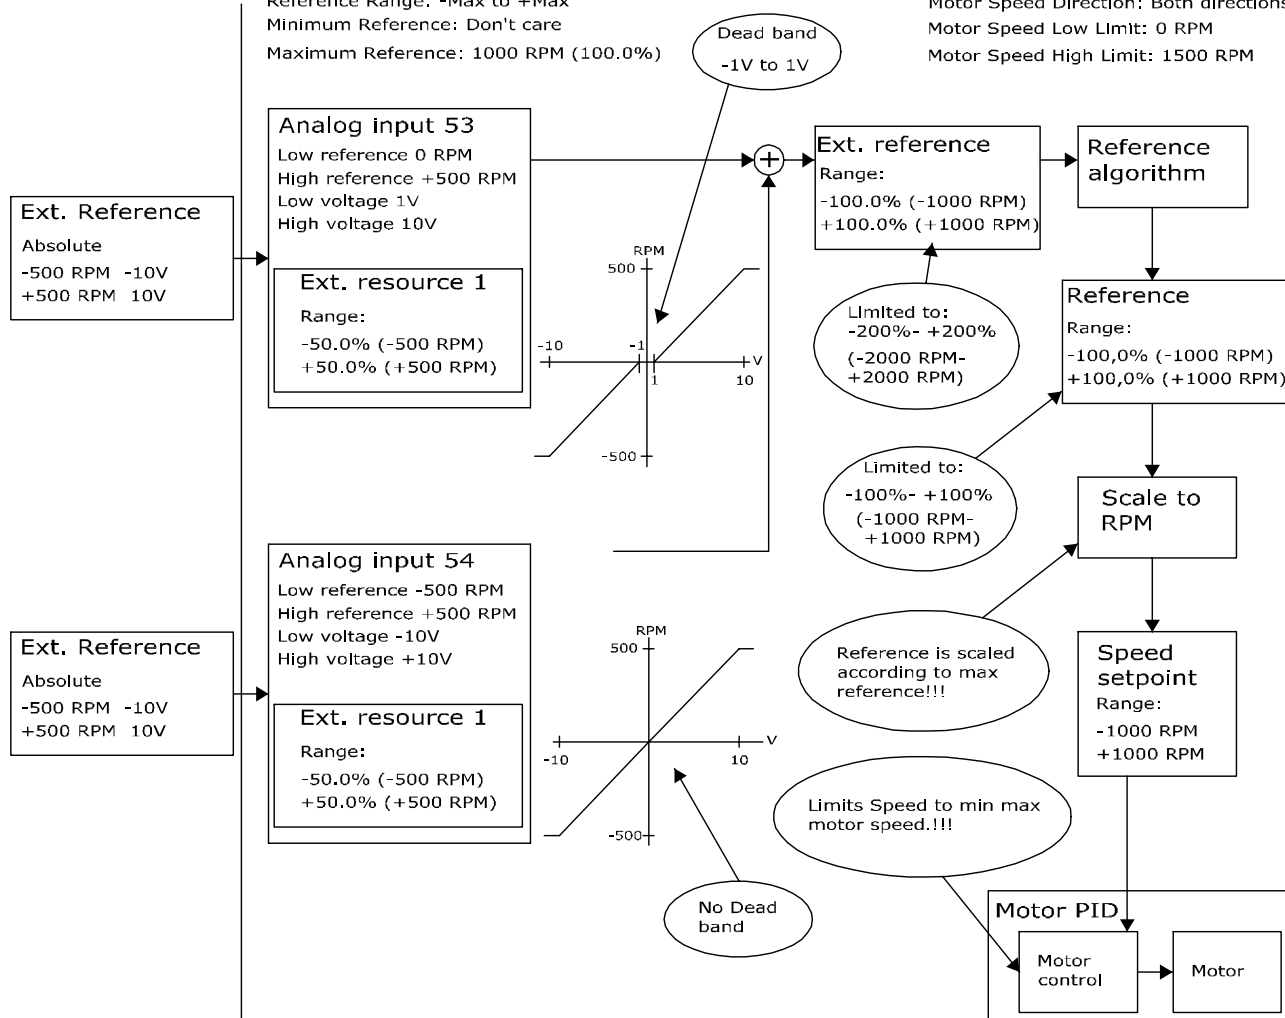 Reference Range: -Max to +Max
Minimum Reference: Don't care
Maximum Reference: 1000 RPM (100.0%)
Motor Speed Direction: Both directions
Motor Speed Low Limit: 0 RPM
Motor Speed High Limit: 1500 RPM
Dead band
-1V to 1V
Ext. Reference
Absolute
-500 RPM -10V
+500 RPM 10V
Analog input 53
Low reference 0 RPM
High reference +500 RPM
Low voltage 1V
High voltage 10V
Ext. resource 1
Range:
-50.0% (-500 RPM)
+50.0% (+500 RPM)
RPM
500
-10
-1
V
1
10
-500
+
Ext. reference
Range:
-100.0% (-1000 RPM)
+100.0% (+1000 RPM)
Reference
algorithm
Limited to:
-200%- +200%
(-2000 RPM-
+2000 RPM)
Reference
Range:
-100,0% (-1000 RPM)
+100,0% (+1000 RPM)
Limited to:
-100%- +100%
(-1000 RPM-
+1000 RPM)
Scale to
RPM
Ext. Reference
Absolute
-500 RPM -10V
+500 RPM 10V
Analog input 54
Low reference -500 RPM
High reference +500 RPM
Low voltage -10V
High voltage +10V
Ext. resource 1
Range:
-50.0% (-500 RPM)
+50.0% (+500 RPM)
RPM
500
V
-10
10
-500
No Dead
band
Reference is scaled
according to max
reference!!!
Speed
setpoint
Range:
-1000 RPM
+1000 RPM
Limits Speed to min max
motor speed.!!!
Motor PID
Motor
control
Motor